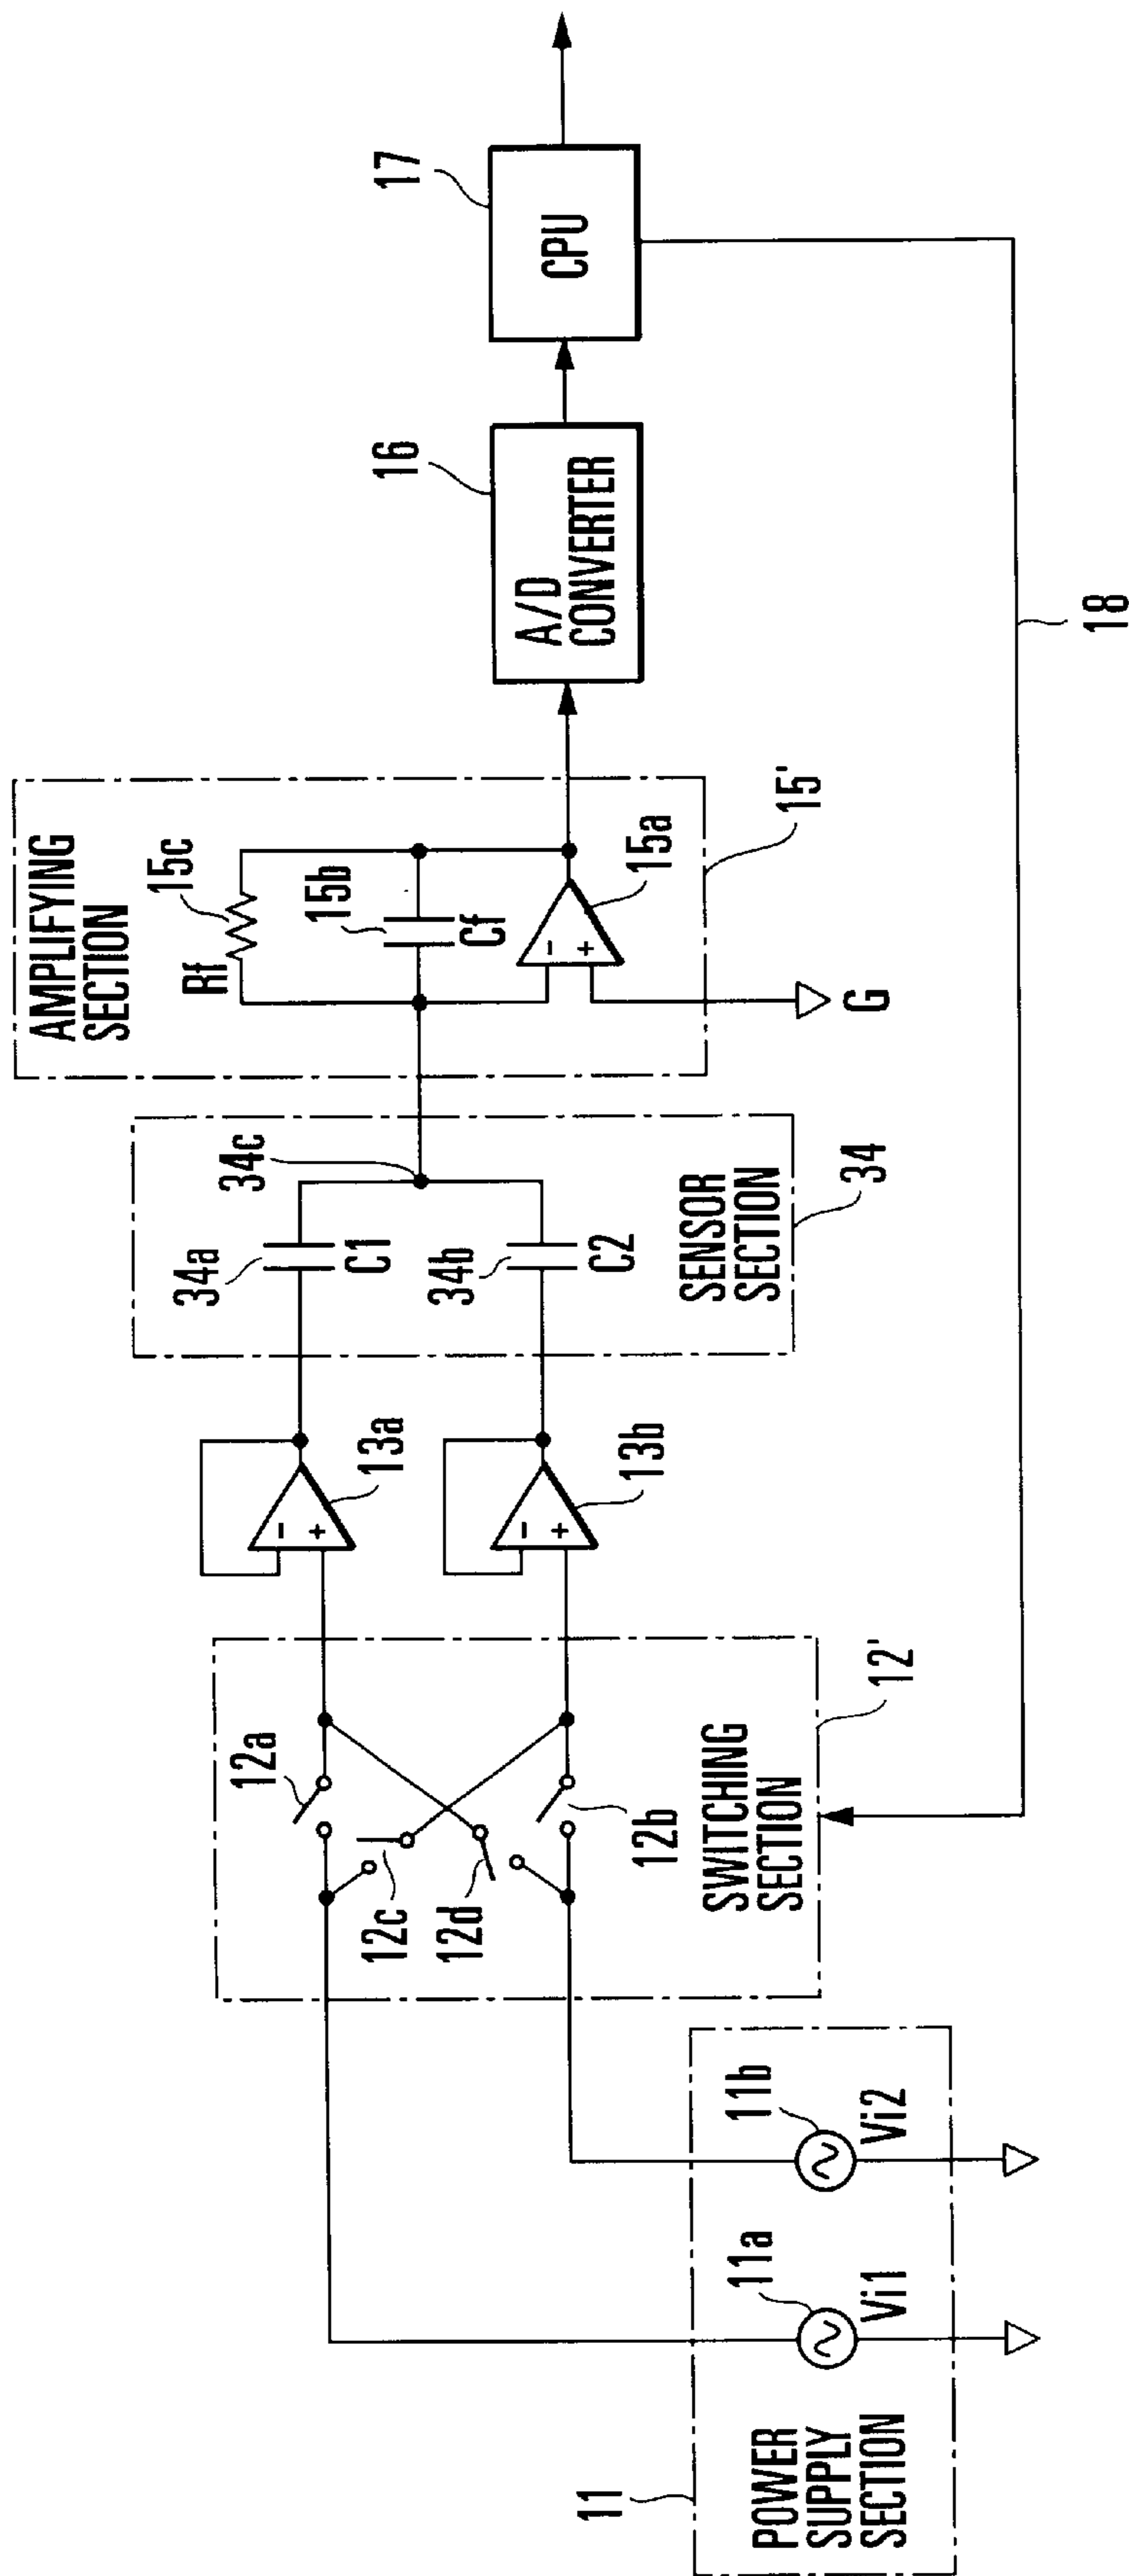 11
POWER
SUPPLY
SECTION
11a
Vi1
11b
Vi2
12a
12c
12d
12b
SWITCHING
SECTION
12'
-
+
13a
-
+
13b
34a
C1
34b
C2
34c
SENSOR
SECTION
34
AMPLIFYING
SECTION
15c
Rf
15b
Cf
-
+
15a
15'
G
16
A/D
CONVERTER
17
CPU
18